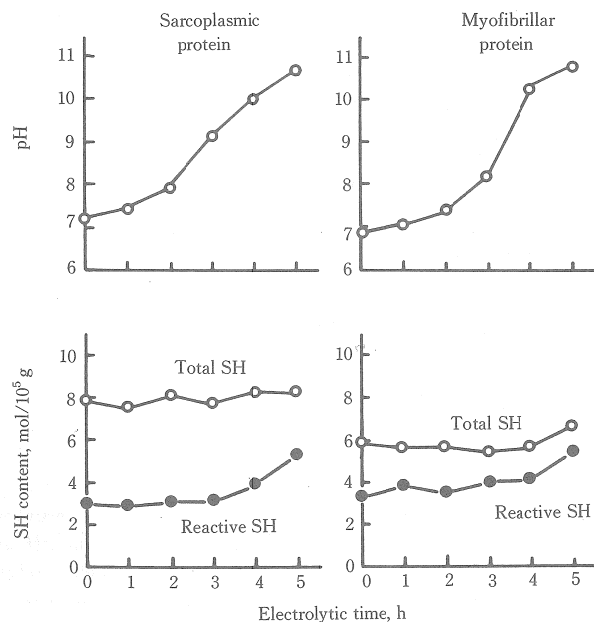 Sarcoplasmic
protein
Myofibrillar
protein
pH
11
10
9
8
7
6
11
10
9
8
7
6
SH content, mol/10⁵ g
10
8
6
4
2
0
Total SH
Reactive SH
0 1 2 3 4 5
10
8
6
4
2
0
Total SH
Reactive SH
0 1 2 3 4 5
Electrolytic time, h